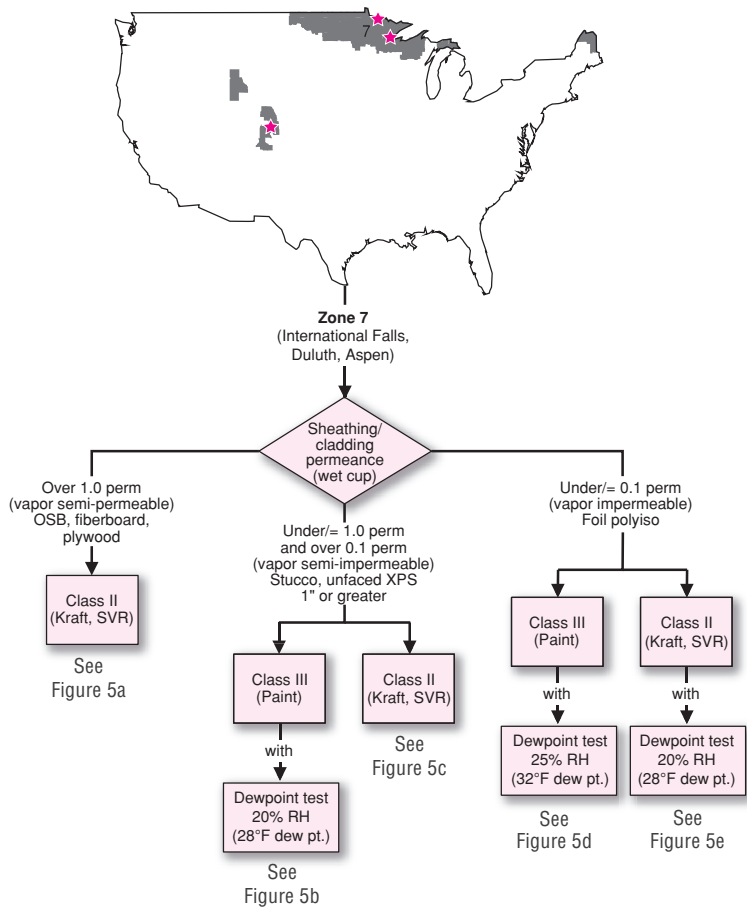 7
Zone 7
(International Falls,
Duluth, Aspen)
Sheathing/
cladding
permeance
(wet cup)
Over 1.0 perm
(vapor semi-permeable)
OSB, fiberboard,
plywood
Class II
(Kraft, SVR)
See
Figure 5a
Under/= 1.0 perm
and over 0.1 perm
(vapor semi-impermeable)
Stucco, unfaced XPS
1" or greater
Class III
(Paint)
with
Dewpoint test
20% RH
(28°F dew pt.)
See
Figure 5b
Class II
(Kraft, SVR)
See
Figure 5c
Under/= 0.1 perm
(vapor impermeable)
Foil polyiso
Class III
(Paint)
with
Dewpoint test
25% RH
(32°F dew pt.)
See
Figure 5d
Class II
(Kraft, SVR)
with
Dewpoint test
20% RH
(28°F dew pt.)
See
Figure 5e